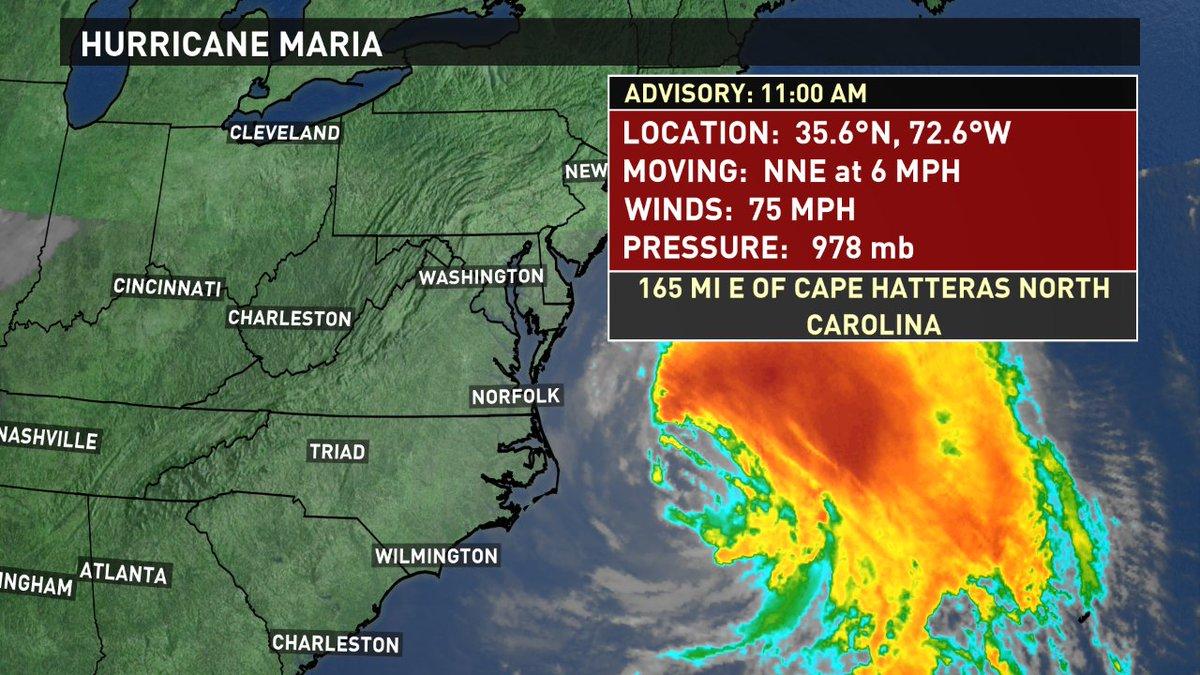 HURRICANE MARIA
ADVISORY: 11:00 AM
LOCATION: 35.6°N, 72.6°W
MOVING: NNE at 6 MPH
WINDS: 75 MPH
PRESSURE: 978 mb
165 MI E OF CAPE HATTERAS NORTH
CAROLINA
CLEVELAND
NEW
WASHINGTON
CINCINNATI
CHARLESTON
NORFOLK
NASHVILLE
TRIAD
WILMINGTON
ATLANTA
INGHAM
CHARLESTON